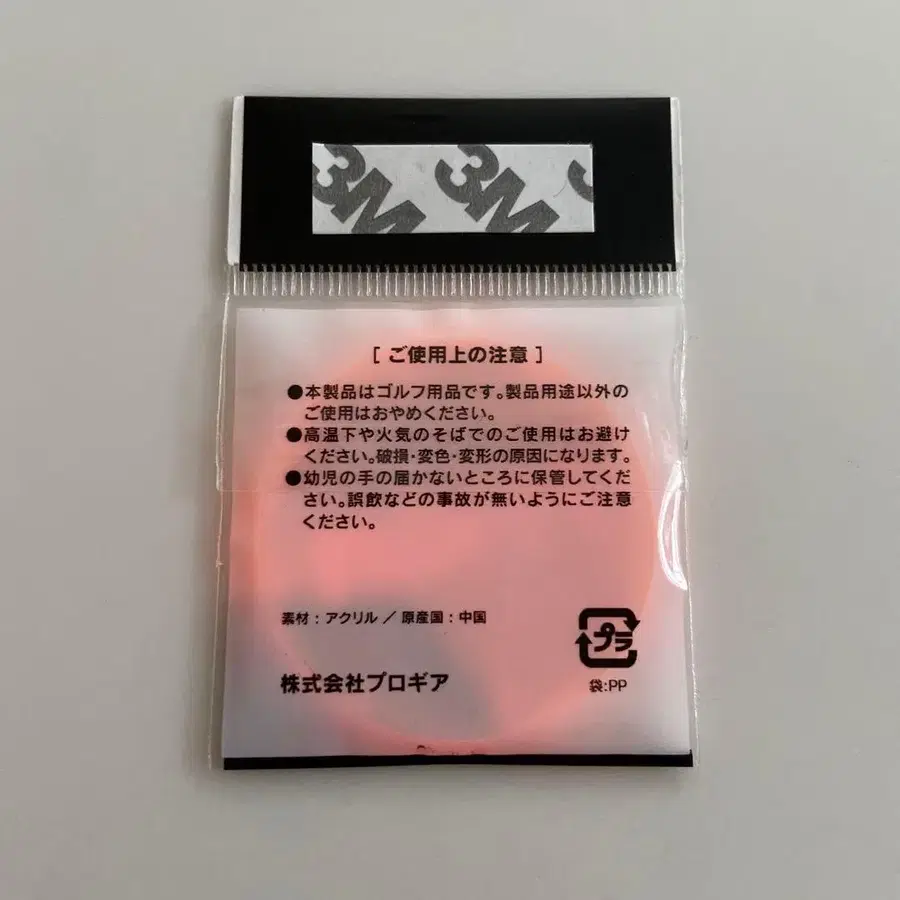 3M 3M
[ ご使用上の注意 ]
●本製品はゴルフ用品です。製品用途以外の
ご使用はおやめください。
●高温下や火気のそばでのご使用はお避け
ください。破損・変色・変形の原因になります。
●幼児の手の届かないところに保管してくだ
さい。誤飲などの事故が無いようにご注意
ください。
素材：アクリル ／ 原産国：中国
プラ
株式会社プロギア
袋:PP